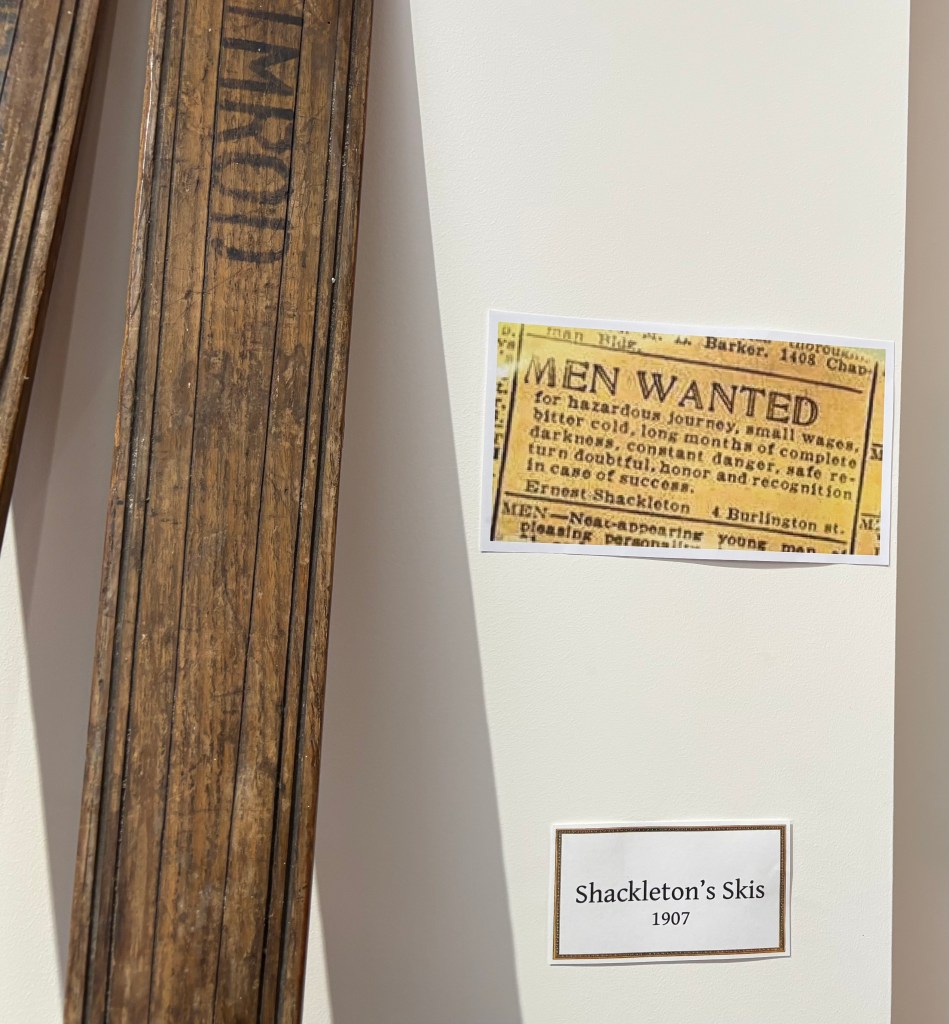 IMROD
man Bldg. M. D. Barker, 1408 Chap-
MEN WANTED
for hazardous journey, small wages,
bitter cold, long months of complete
darkness, constant danger, safe re-
turn doubtful, honor and recognition
in case of success.
Ernest Shackleton 4 Burlington st.
MEN—Neat-appearing young men
pleasing personality
Shackleton's Skis
1907